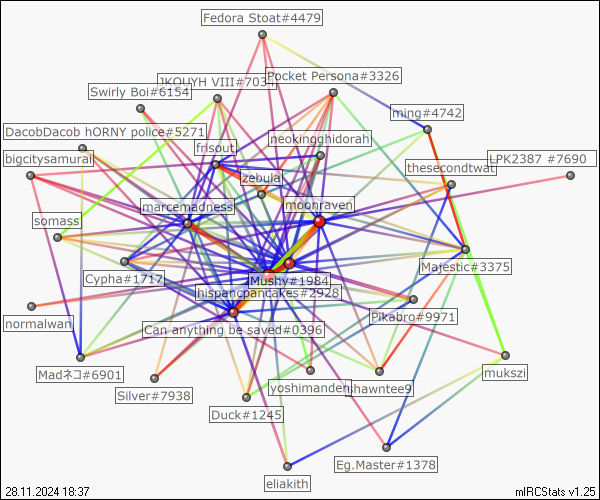 Fedora Stoat#4479
JKOUYH VIII#703
Pocket Persona#3326
Swirly Boi#6154
ming#4742
DacobDacob hORNY police#5271
frisout
neokingghidorah
bigcitysamurai
zebula
thesecondtwat
LPK2387 #7690
marcemadness
moonraven
somass
Cypha#1717
Mushy#1984
Majestic#3375
hispancpancakes#2928
normalwan
Can anything be saved#0396
Pikabro#9971
Madネコ#6901
Silver#7938
yoshimanden
shawntee9
mukszi
Duck#1245
Eg.Master#1378
eliakith
28.11.2024 18:37
mIRCStats v1.25